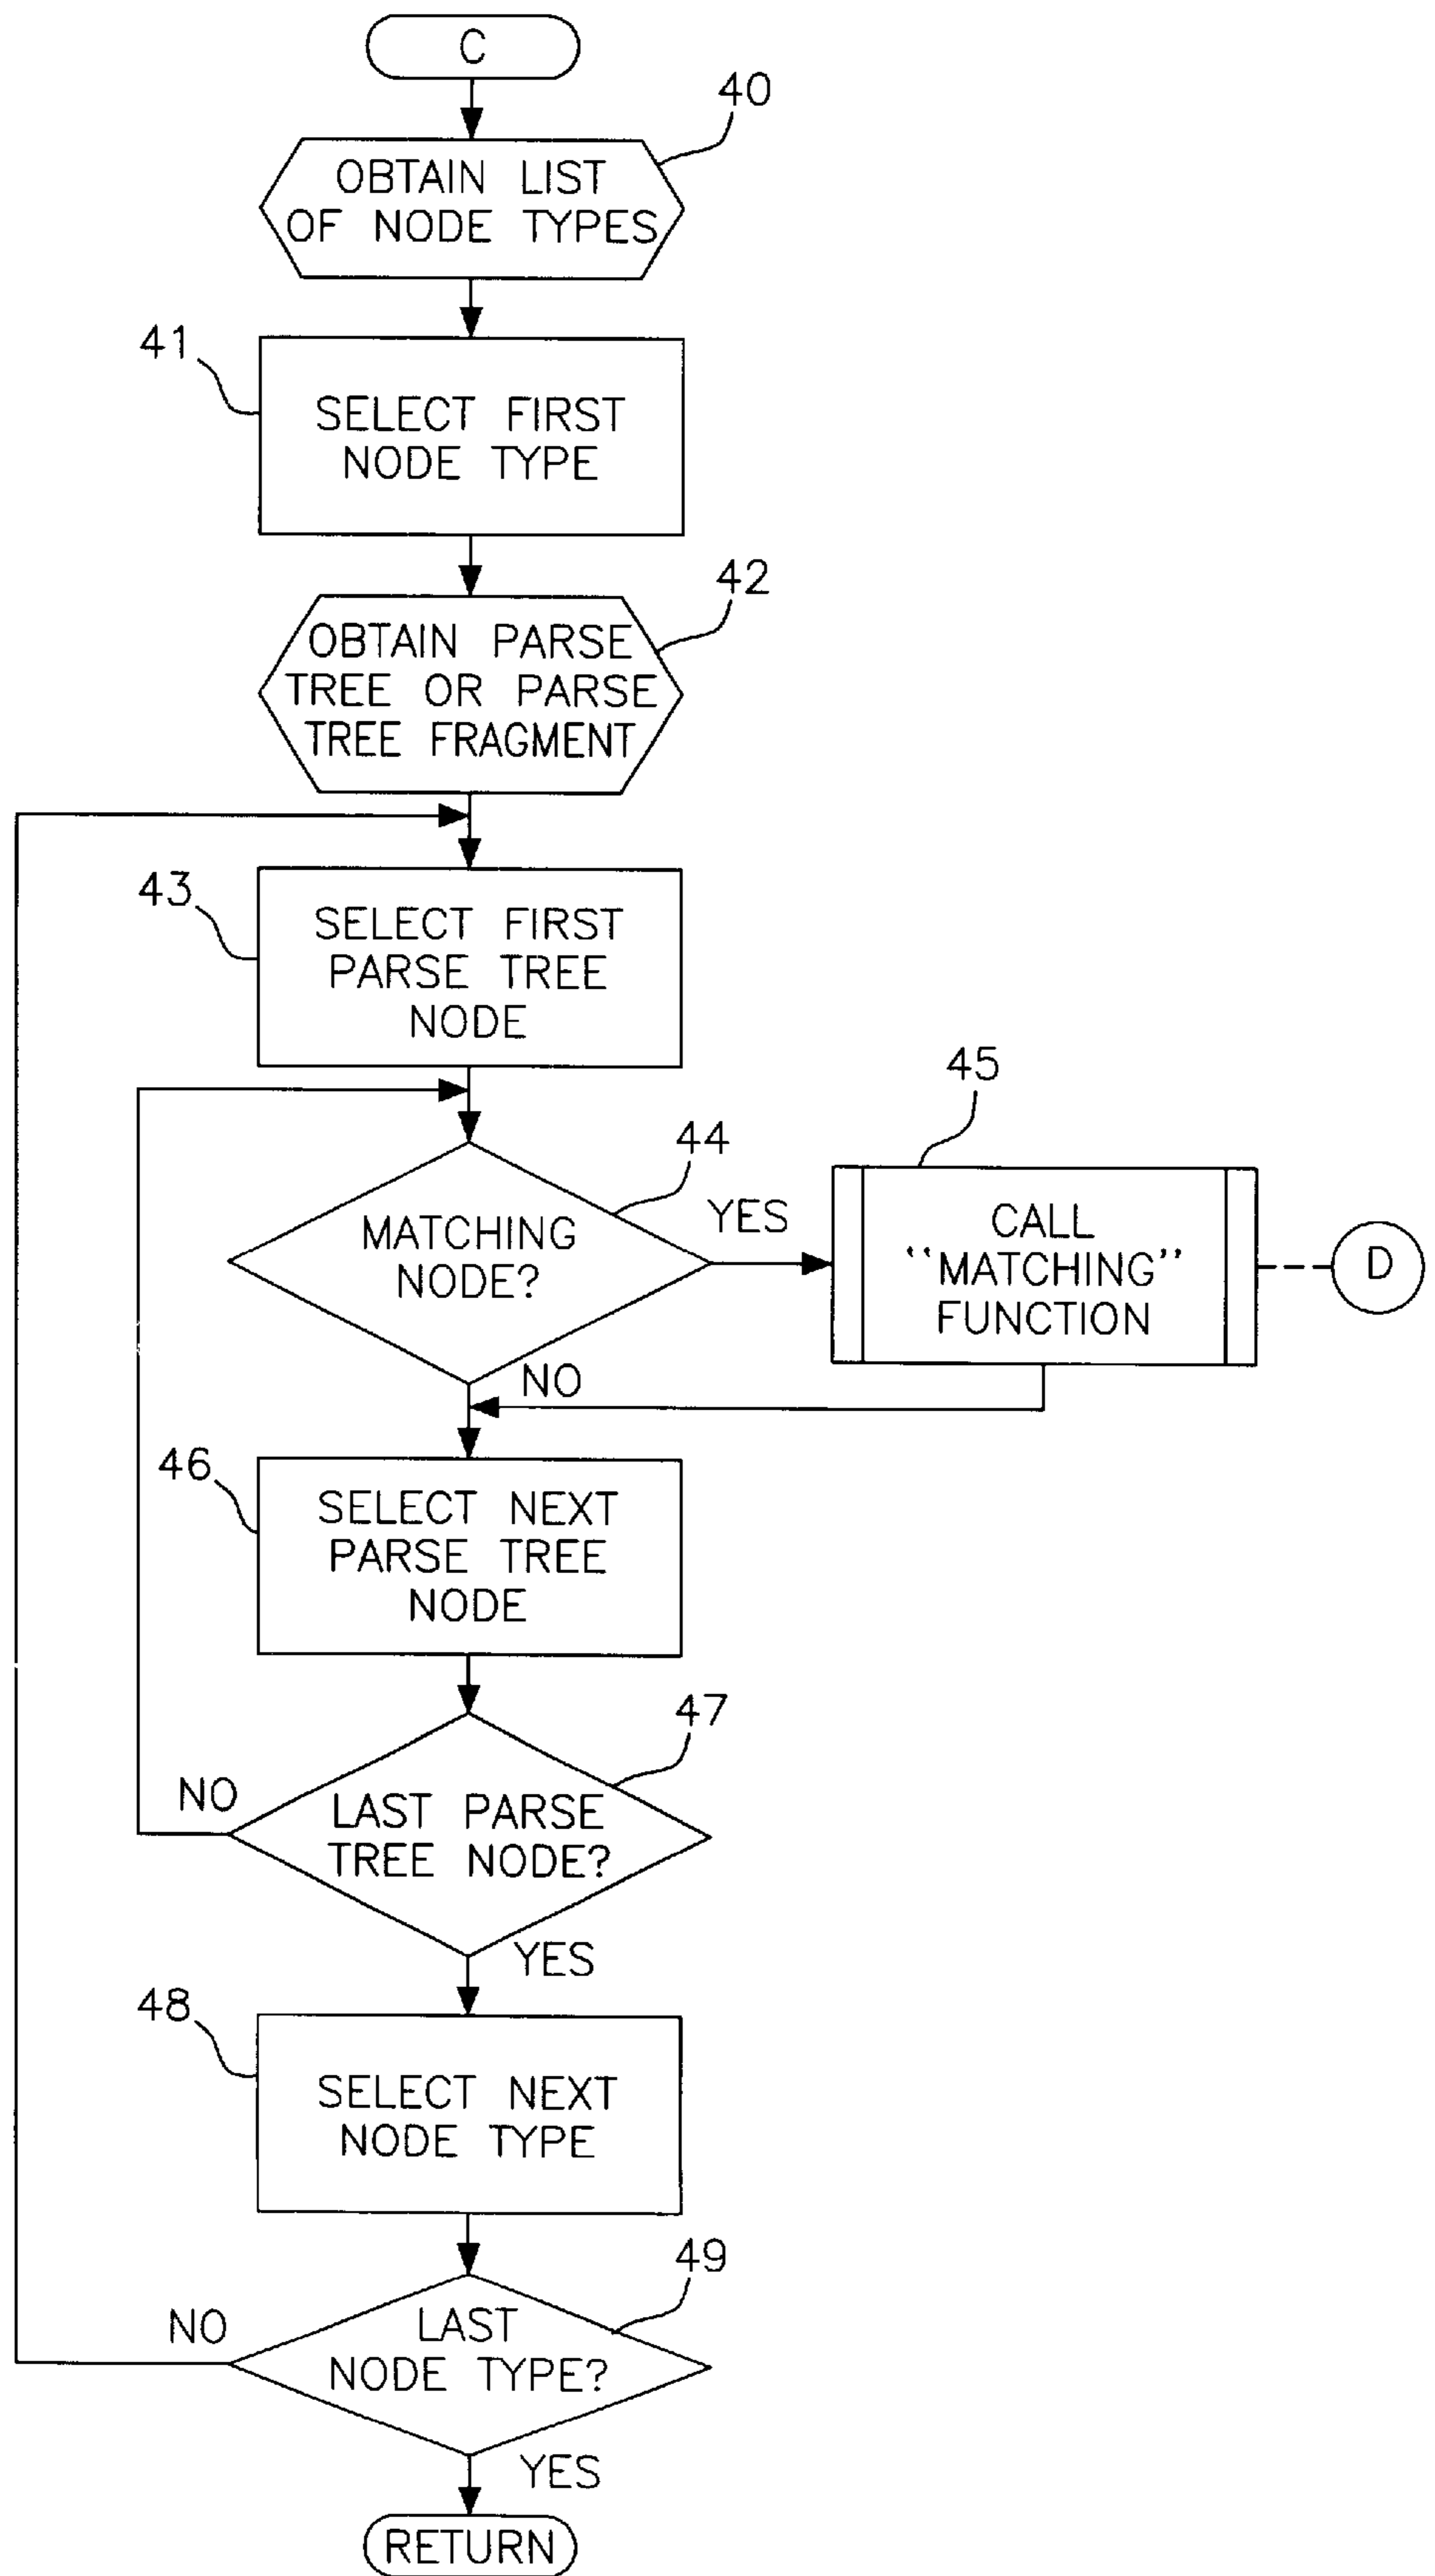 C
40
OBTAIN LIST
OF NODE TYPES
41
SELECT FIRST
NODE TYPE
42
OBTAIN PARSE
TREE OR PARSE
TREE FRAGMENT
43
SELECT FIRST
PARSE TREE
NODE
44
MATCHING
NODE?
YES
45
CALL
"MATCHING"
FUNCTION
D
NO
46
SELECT NEXT
PARSE TREE
NODE
47
NO
LAST PARSE
TREE NODE?
YES
48
SELECT NEXT
NODE TYPE
49
NO
LAST
NODE TYPE?
YES
RETURN